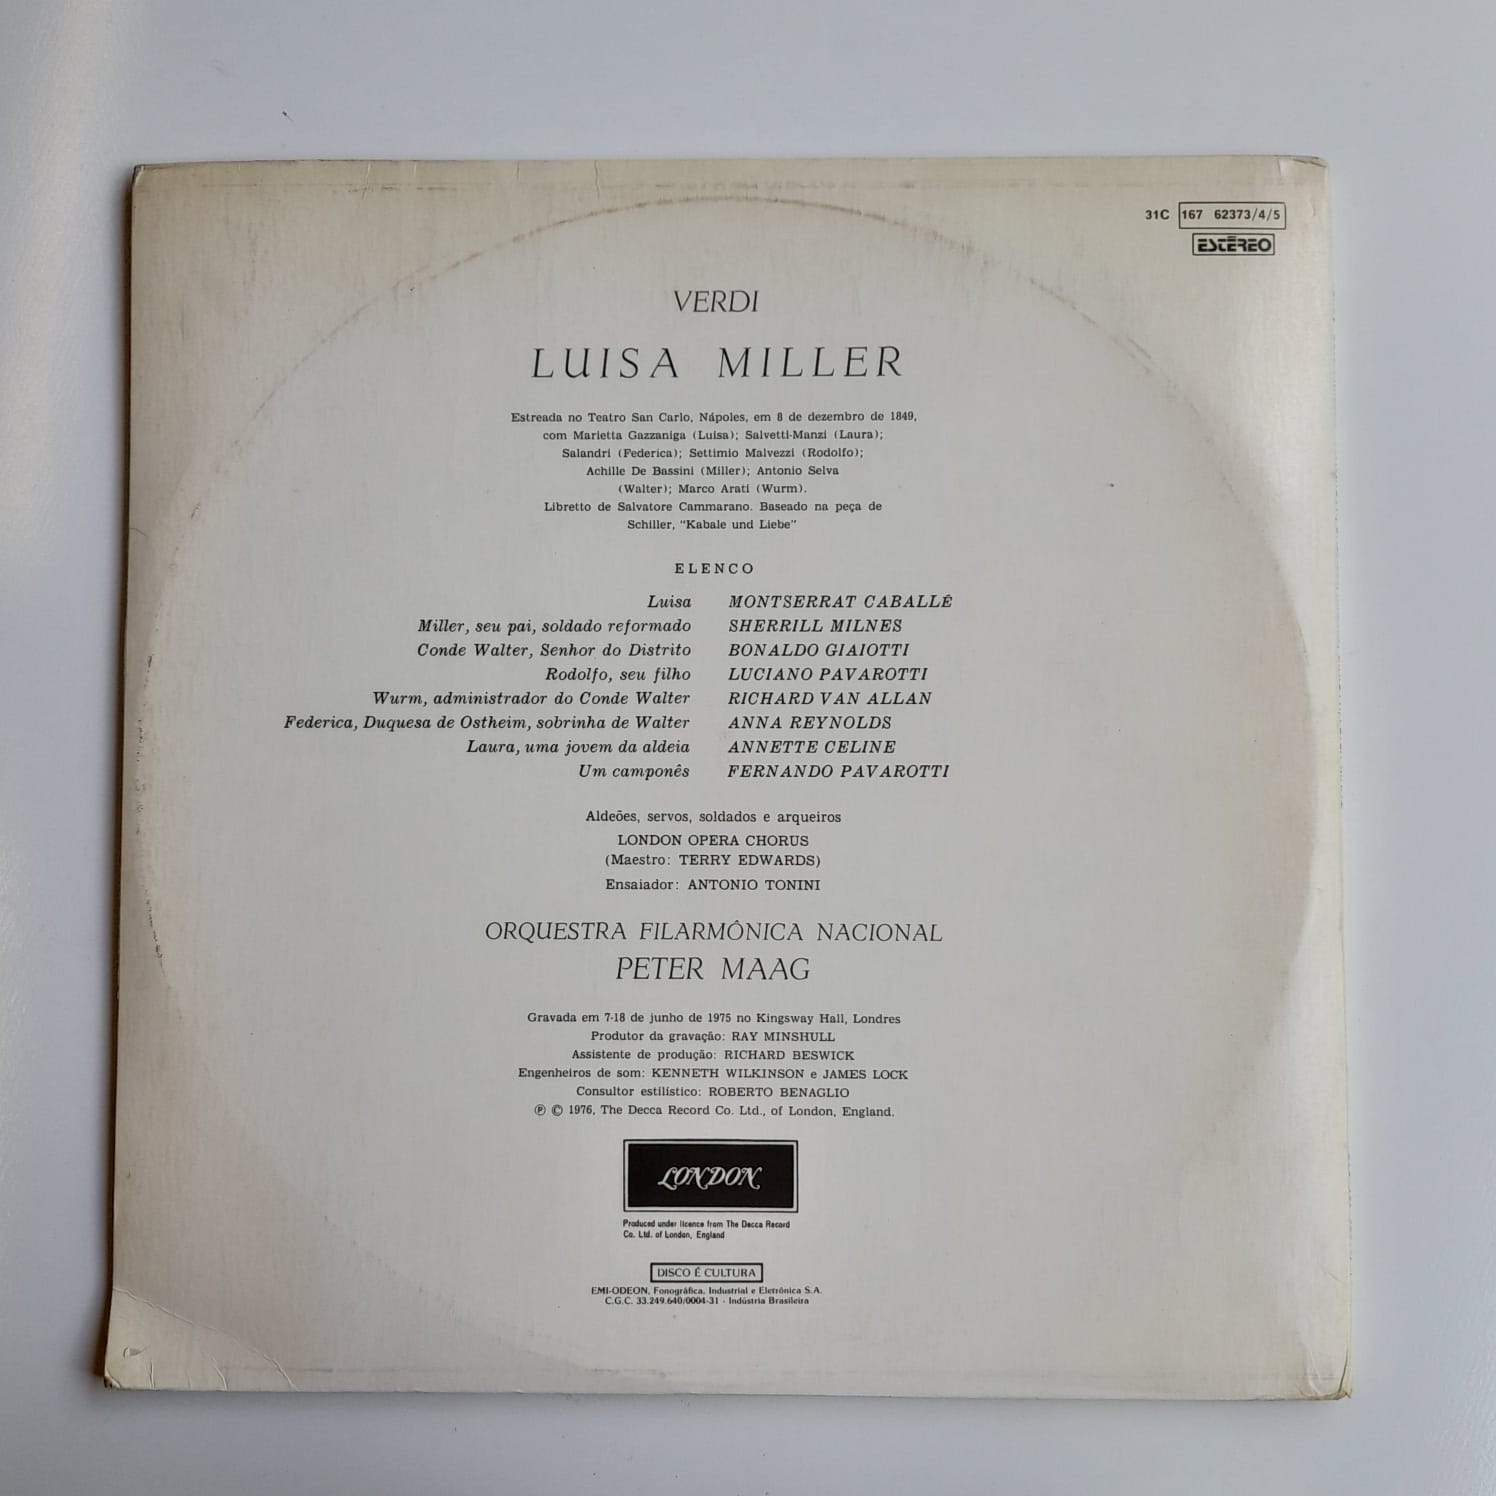 31C 167 62373/4/5
ESTÉREO
VERDI
LUISA MILLER
Estreada no Teatro San Carlo, Nápoles, em 8 de dezembro de 1849,
com Marietta Gazzaniga (Luisa); Salvetti-Manzi (Laura);
Salandri (Federica); Settimio Malvezzi (Rodolfo);
Achille De Bassini (Miller); Antonio Selva
(Walter); Marco Arati (Wurm).
Libretto de Salvatore Cammarano. Baseado na peça de
Schiller, "Kabale und Liebe"
ELENCO
Luisa MONTSERRAT CABALLÉ
Miller, seu pai, soldado reformado SHERRILL MILNES
Conde Walter, Senhor do Distrito BONALDO GIAIOTTI
Rodolfo, seu filho LUCIANO PAVAROTTI
Wurm, administrador do Conde Walter RICHARD VAN ALLAN
Federica, Duquesa de Ostheim, sobrinha de Walter ANNA REYNOLDS
Laura, uma jovem da aldeia ANNETTE CELINE
Um camponês FERNANDO PAVAROTTI
Aldeões, servos, soldados e arqueiros
LONDON OPERA CHORUS
(Maestro: TERRY EDWARDS)
Ensaiador: ANTONIO TONINI
ORQUESTRA FILARMÔNICA NACIONAL
PETER MAAG
Gravada em 7-18 de junho de 1975 no Kingsway Hall, Londres
Produtor da gravação: RAY MINSHULL
Assistente de produção: RICHARD BESWICK
Engenheiros de som: KENNETH WILKINSON e JAMES LOCK
Consultor estilístico: ROBERTO BENAGLIO
℗ © 1976, The Decca Record Co. Ltd., of London, England.
LONDON
Produced under licence from The Decca Record
Co. Ltd. of London, England
DISCO É CULTURA
EMI-ODEON, Fonográfica, Industrial e Eletrônica S.A.
C.G.C. 33.249.640/0004-31 - Indústria Brasileira